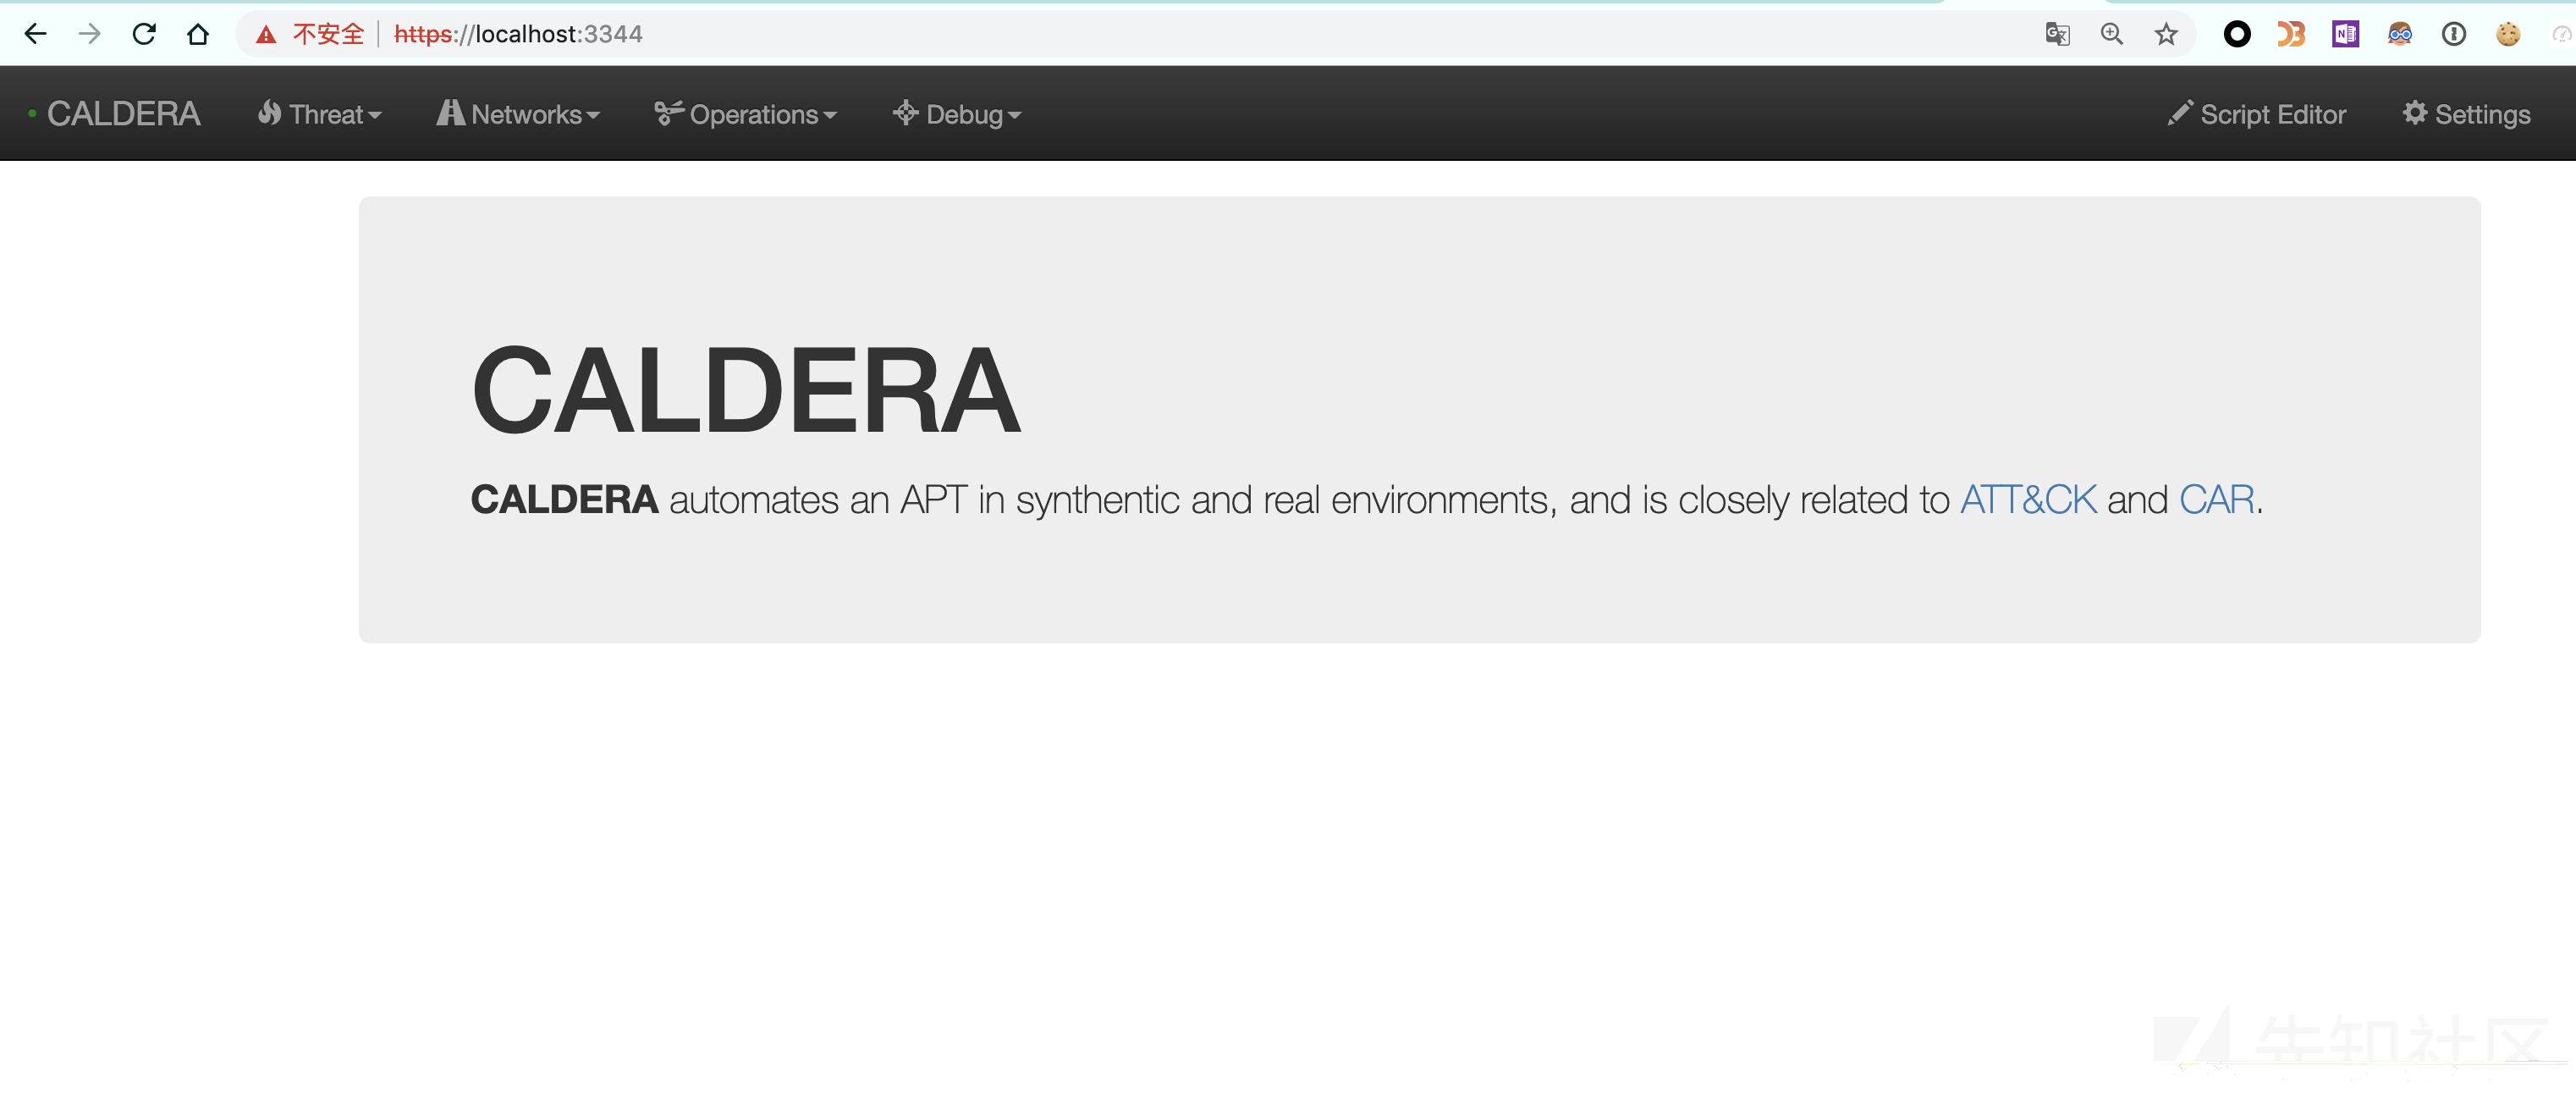 不安全 https://localhost:3344
CALDERA Threat Networks Operations Debug Script Editor Settings
CALDERA
CALDERA automates an APT in synthentic and real environments, and is closely related to ATT&CK and CAR.
先知社区